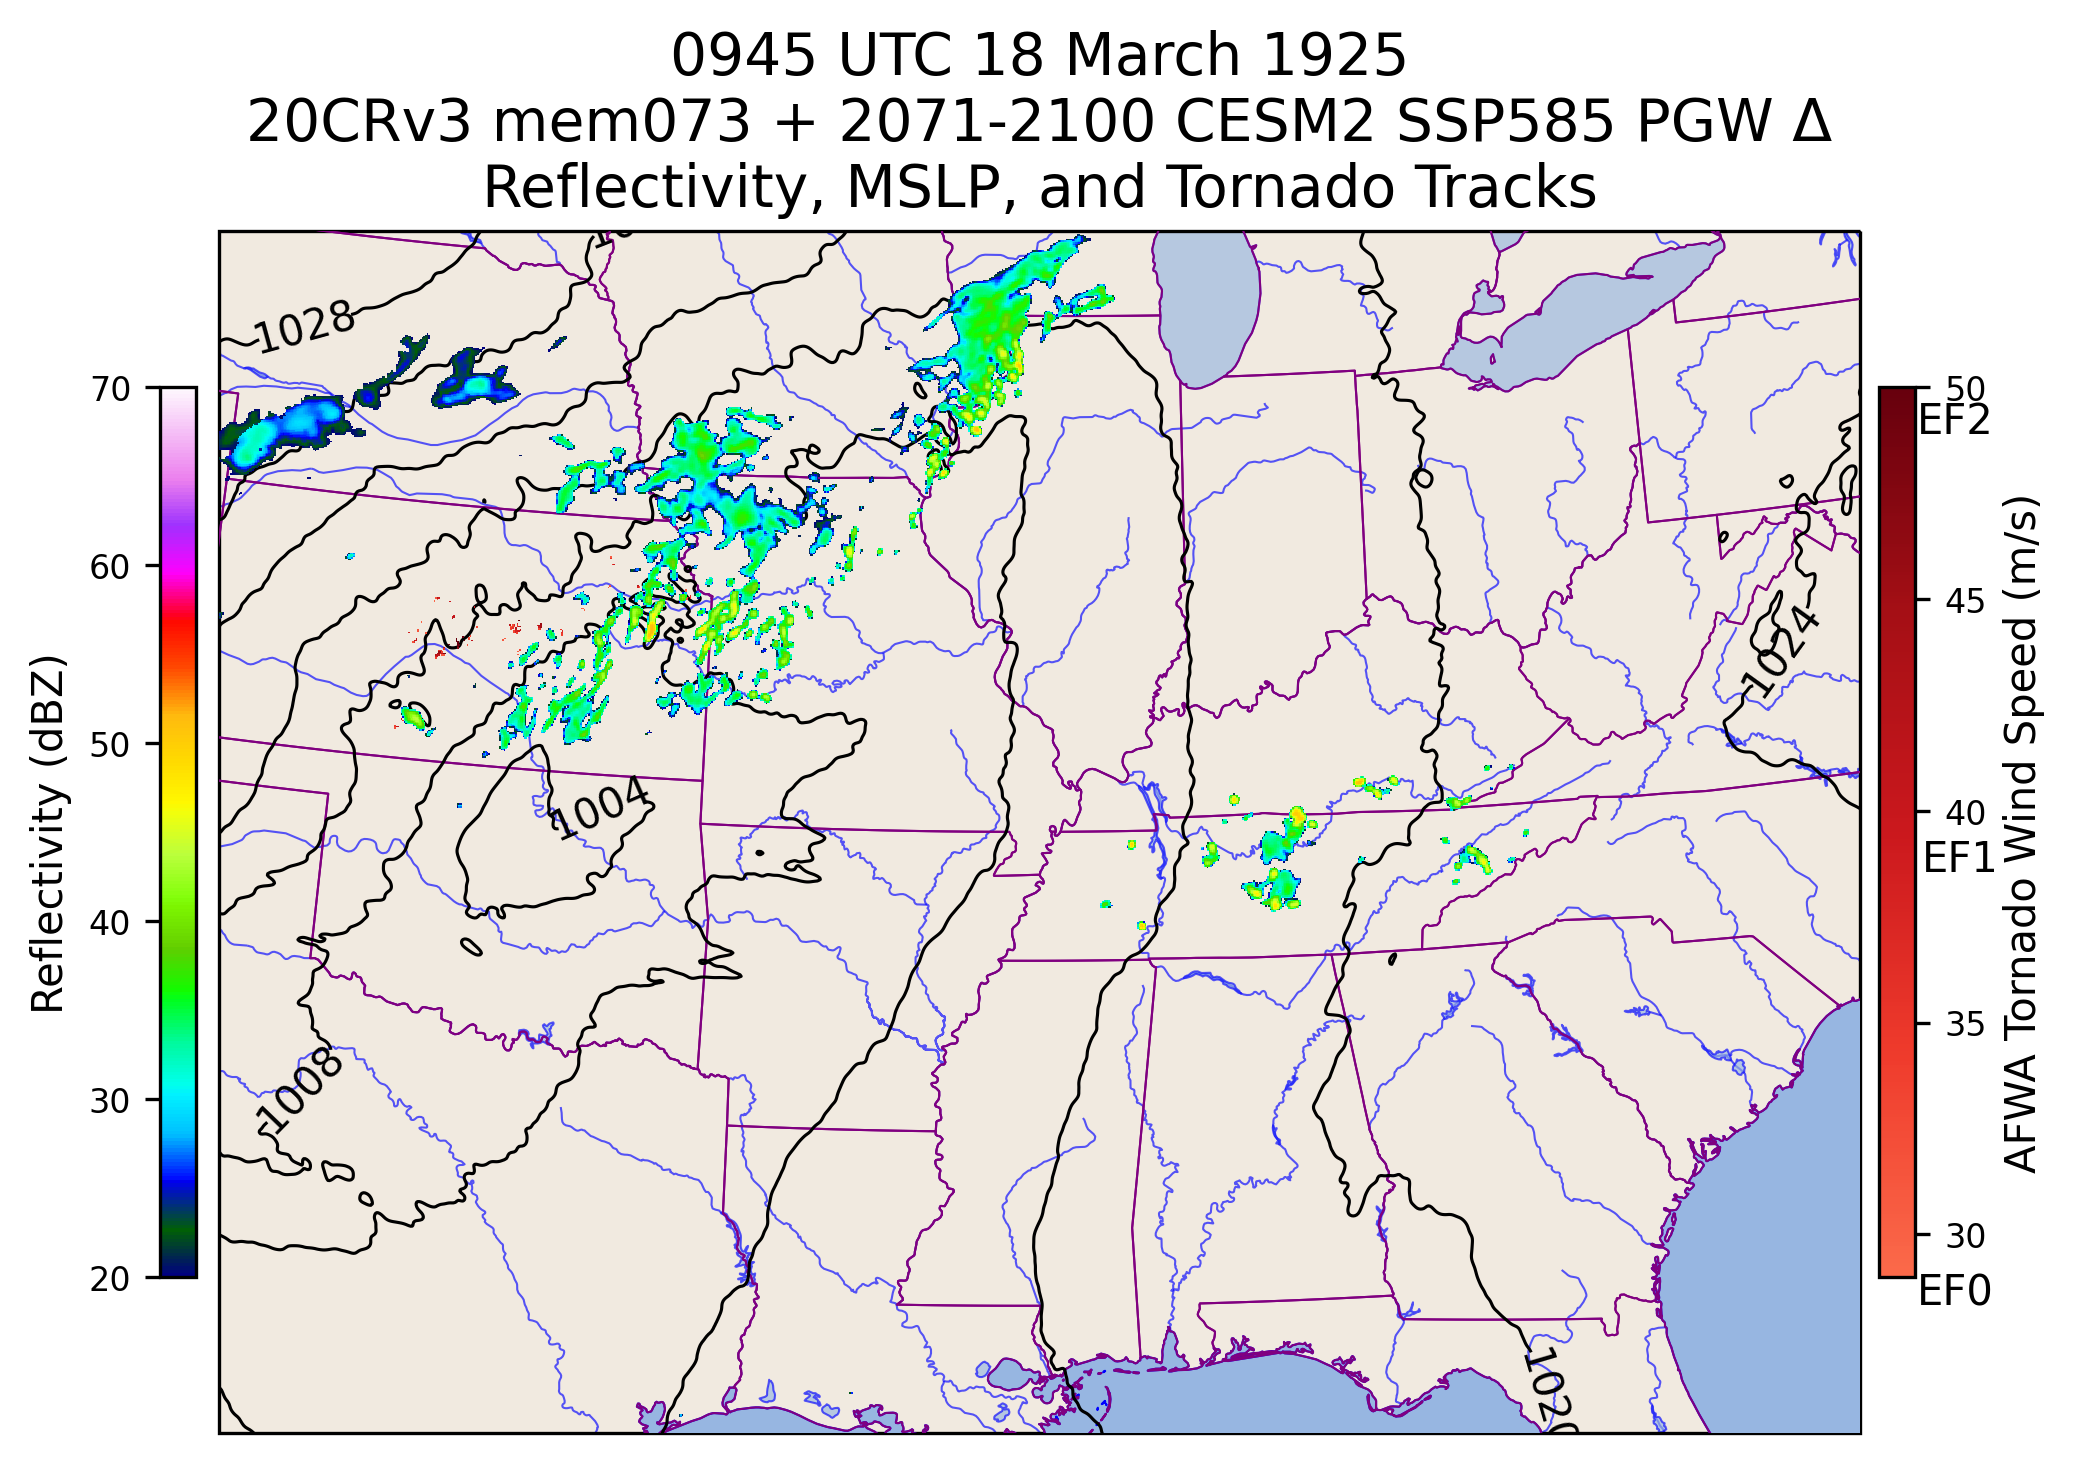 0945 UTC 18 March 1925
20CRv3 mem073 + 2071-2100 CESM2 SSP585 PGW Δ
Reflectivity, MSLP, and Tornado Tracks
1028
1004
1008
1024
1020
70
60
50
40
30
20
Reflectivity (dBZ)
50
EF2
45
40
EF1
35
30
EF0
AFWA Tornado Wind Speed (m/s)